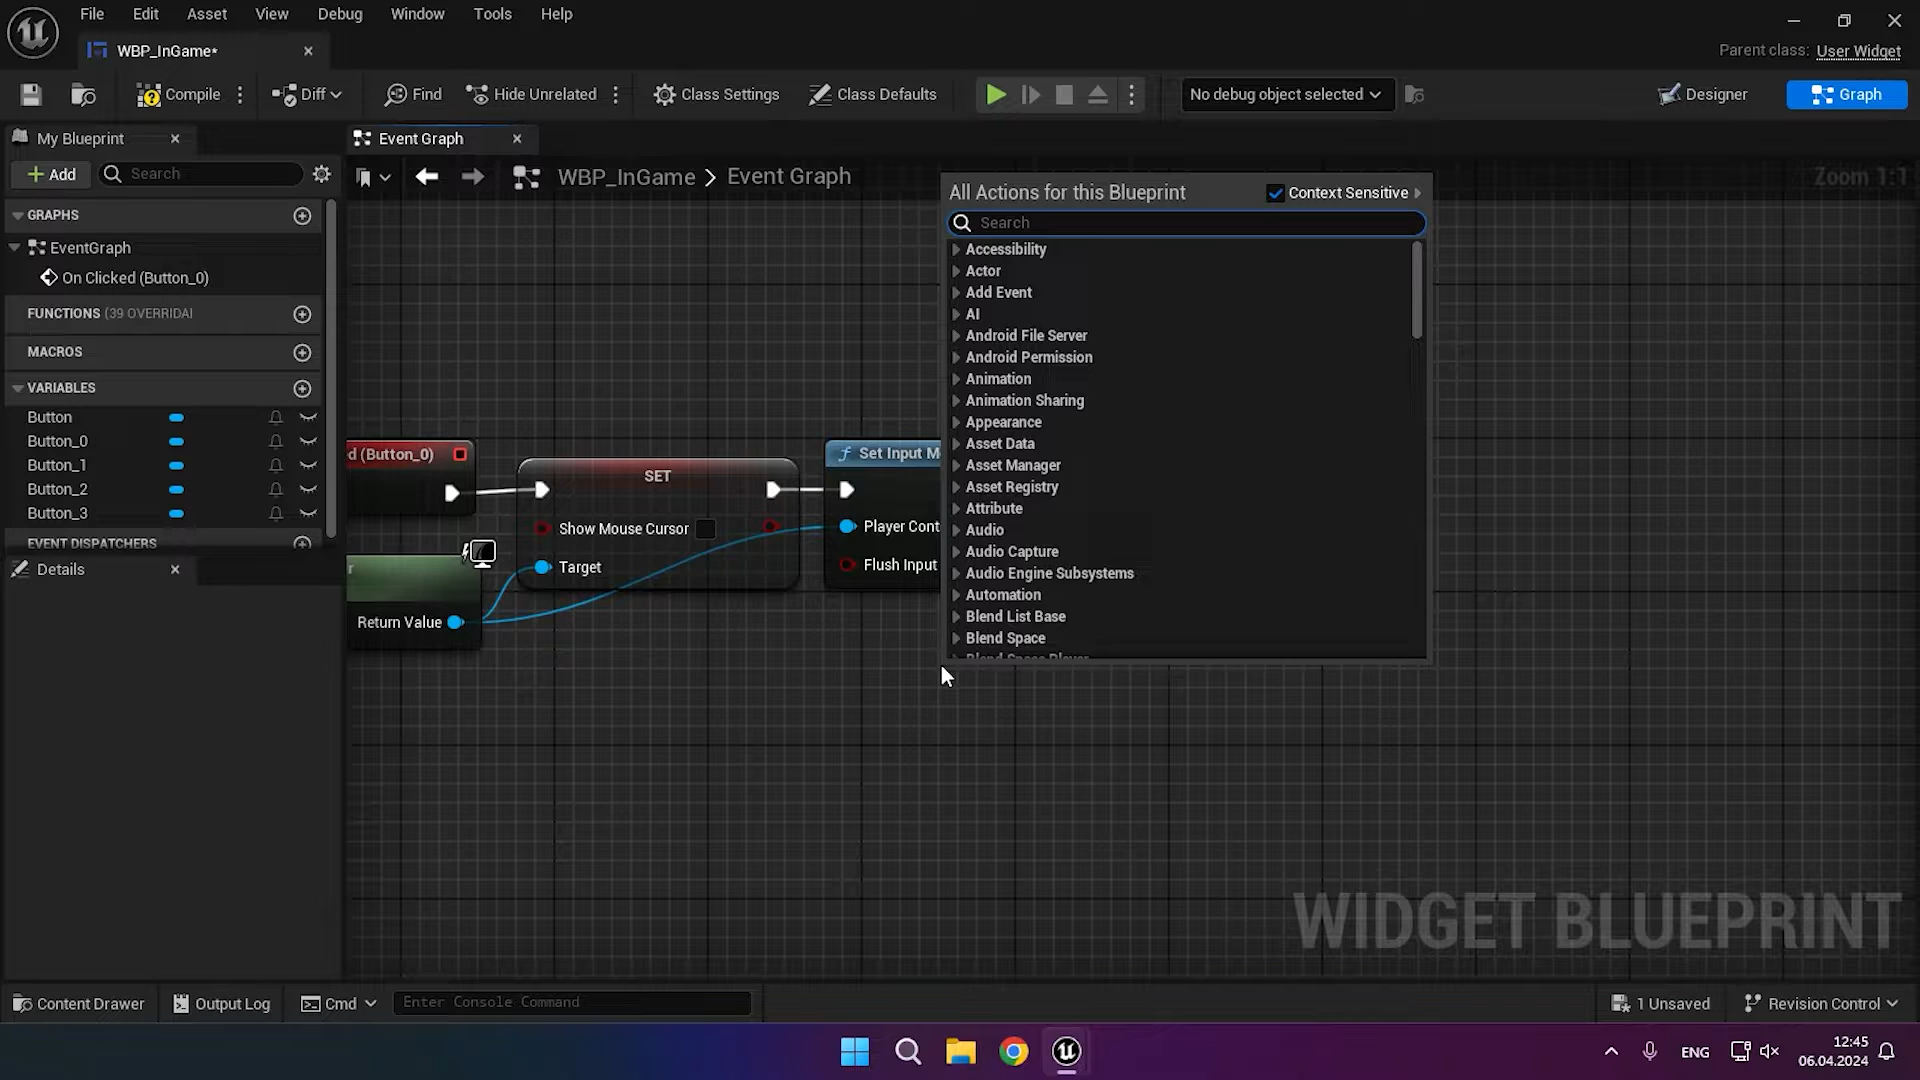 File Edit Asset View Debug Window Tools Help
WBP_InGame*
Parent class: User Widget
Compile
Diff
Find
Hide Unrelated
Class Settings
Class Defaults
No debug object selected
Designer
Graph
My Blueprint
Event Graph
Add
Search
WBP_InGame > Event Graph
Zoom 1:1
GRAPHS
EventGraph
On Clicked (Button_0)
FUNCTIONS (39 OVERRIDAI
MACROS
VARIABLES
Button
Button_0
Button_1
Button_2
Button_3
EVENT DISPATCHERS
Details
d (Button_0)
r
Return Value
SET
Show Mouse Cursor
Target
Set Input M
Player Cont
Flush Input
All Actions for this Blueprint
Context Sensitive
Search
Accessibility
Actor
Add Event
AI
Android File Server
Android Permission
Animation
Animation Sharing
Appearance
Asset Data
Asset Manager
Asset Registry
Attribute
Audio
Audio Capture
Audio Engine Subsystems
Automation
Blend List Base
Blend Space
Blend Space Player
WIDGET BLUEPRINT
Content Drawer
Output Log
Cmd
Enter Console Command
1 Unsaved
Revision Control
ENG
12:45
06.04.2024